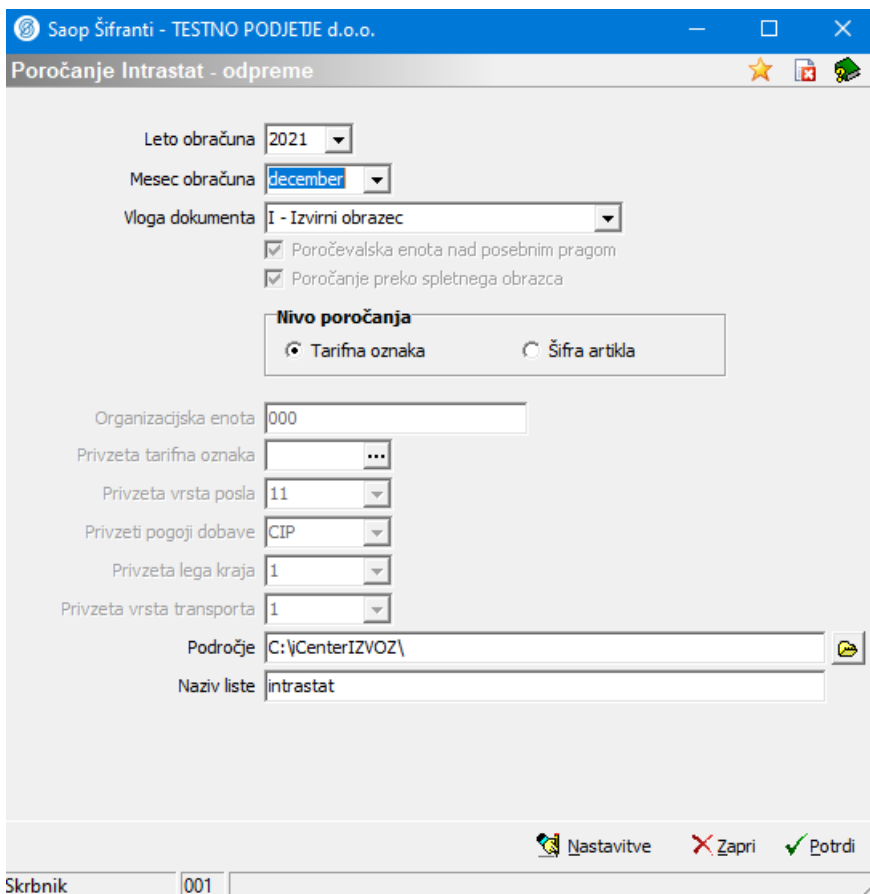 Saop Šifranti - TESTNO PODJETJE d.o.o.
Poročanje Intrastat - odpreme
Leto obračuna 2021
Mesec obračuna december
Vloga dokumenta I - Izvirni obrazec
Poročevalska enota nad posebnim pragom
Poročanje preko spletnega obrazca
Nivo poročanja
Tarifna oznaka Šifra artikla
Organizacijska enota 000
Privzeta tarifna oznaka ...
Privzeta vrsta posla 11
Privzeti pogoji dobave CIP
Privzeta lega kraja 1
Privzeta vrsta transporta 1
Področje C:\iCenterIZVOZ\
Naziv liste intrastat
Nastavitve Zapri Potrdi
Skrbnik 001